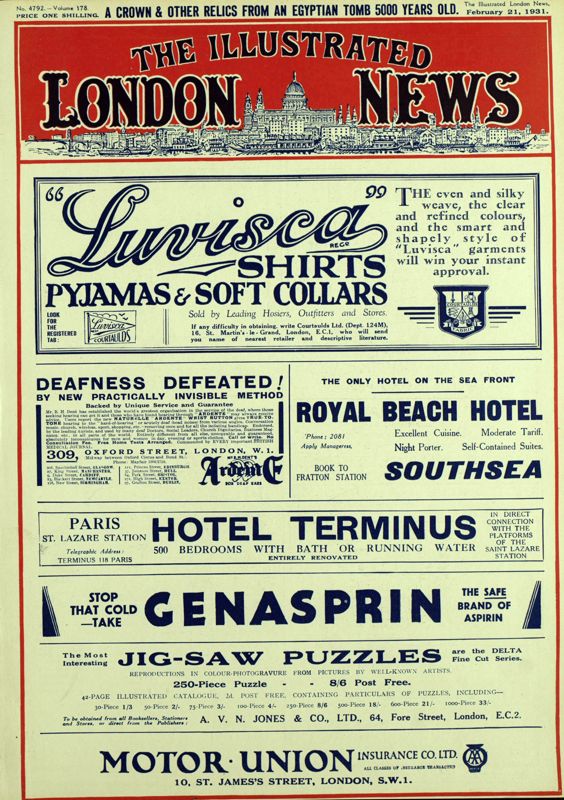 No. 4792. — Volume 178.
PRICE ONE SHILLING.
A CROWN & OTHER RELICS FROM AN EGYPTIAN TOMB 5000 YEARS OLD.
The Illustrated London News,
February 21, 1931.
THE ILLUSTRATED
LONDON NEWS
"Luvisca"
REGD
SHIRTS
PYJAMAS & SOFT COLLARS
THE even and silky
weave, the clear
and refined colours,
and the smart and
shapely style of
"Luvisca" garments
will win your instant
approval.
LOOK
FOR
THE
REGISTERED
TAB:
Luvisca
COURTAULDS
Sold by Leading Hosiers, Outfitters and Stores.
If any difficulty in obtaining, write Courtaulds Ltd. (Dept. 124M),
16, St. Martin's-le-Grand, London, E.C.1, who will send
you name of nearest retailer and descriptive literature.
FABRIC
DEAFNESS DEFEATED!
BY NEW PRACTICALLY INVISIBLE METHOD
Backed by Unique Service and Guarantee
309, OXFORD STREET, LONDON, W.1.
Midway between Oxford Circus and Bond St.
MR. R.H. DENT'S
ArdentE
FOR DEAF EARS
THE ONLY HOTEL ON THE SEA FRONT
ROYAL BEACH HOTEL
'Phone: 2081
Apply Manageress.
Excellent Cuisine. Moderate Tariff.
Night Porter. Self-Contained Suites.
BOOK TO
FRATTON STATION
SOUTHSEA
PARIS
ST. LAZARE STATION
Telegraphic Address:
TERMINUS 118 PARIS
HOTEL TERMINUS
500 BEDROOMS WITH BATH OR RUNNING WATER
ENTIRELY RENOVATED
IN DIRECT
CONNECTION
WITH THE
PLATFORMS
OF THE
SAINT LAZARE
STATION
STOP
THAT COLD
—TAKE
GENASPRIN
THE SAFE
BRAND OF
ASPIRIN
The Most
Interesting
JIG-SAW PUZZLES
are the DELTA
Fine Cut Series.
REPRODUCTIONS IN COLOUR-PHOTOGRAVURE FROM PICTURES BY WELL-KNOWN ARTISTS.
250-Piece Puzzle - - 8/6 Post Free.
42-PAGE ILLUSTRATED CATALOGUE, 2d. POST FREE, CONTAINING PARTICULARS OF PUZZLES, INCLUDING—
30-Piece 1/3 50-Piece 2/- 75-Piece 3/- 100-Piece 4/- 250-Piece 8/6 500-Piece 18/- 600-Piece 21/- 1000-Piece 33/-
To be obtained from all Booksellers, Stationers
and Stores, or direct from the Publishers:
A. V. N. JONES & CO., LTD., 64, Fore Street, London, E.C.2.
MOTOR UNION INSURANCE CO. LTD.
ALL CLASSES OF INSURANCE TRANSACTED
AA
10, ST. JAMES'S STREET, LONDON, S.W.1.